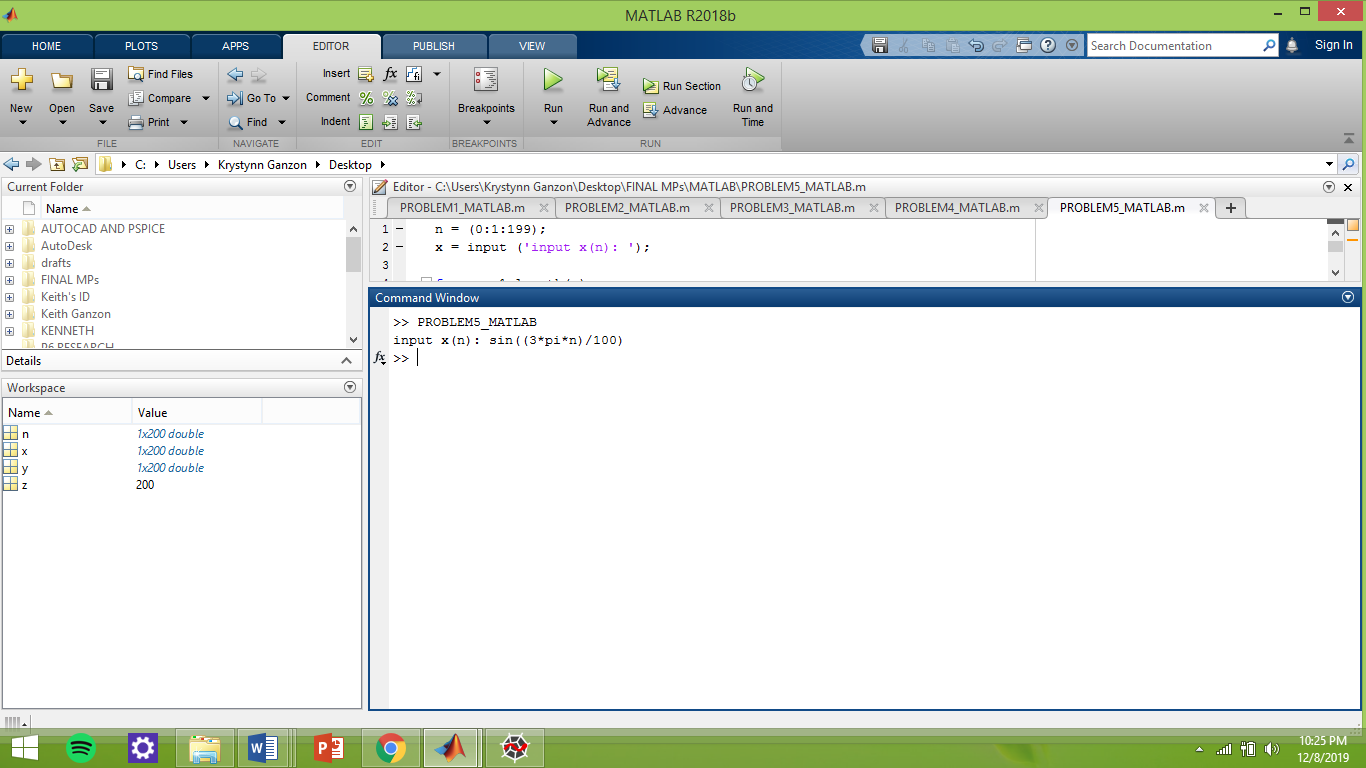 MATLAB R2018b
HOME PLOTS APPS EDITOR PUBLISH VIEW Search Documentation Sign In
New Open Save Find Files Compare Print Go To Find Insert fx Comment Indent Breakpoints Run Run and Advance Run Section Advance Run and Time
FILE NAVIGATE EDIT BREAKPOINTS RUN
C: Users Krystynn Ganzon Desktop
Current Folder
Name
AUTOCAD AND PSPICE
AutoDesk
drafts
FINAL MPs
Keith's ID
Keith Ganzon
KENNETH
P6 RESEARCH
Details
Workspace
Name Value
n 1x200 double
x 1x200 double
y 1x200 double
z 200
Editor - C:\Users\Krystynn Ganzon\Desktop\FINAL MPs\MATLAB\PROBLEM5_MATLAB.m
PROBLEM1_MATLAB.m PROBLEM2_MATLAB.m PROBLEM3_MATLAB.m PROBLEM4_MATLAB.m PROBLEM5_MATLAB.m
1 n = (0:1:199);
2 x = input ('input x(n): ');
3
Command Window
>> PROBLEM5_MATLAB
input x(n): sin((3*pi*n)/100)
fx >>
10:25 PM
12/8/2019